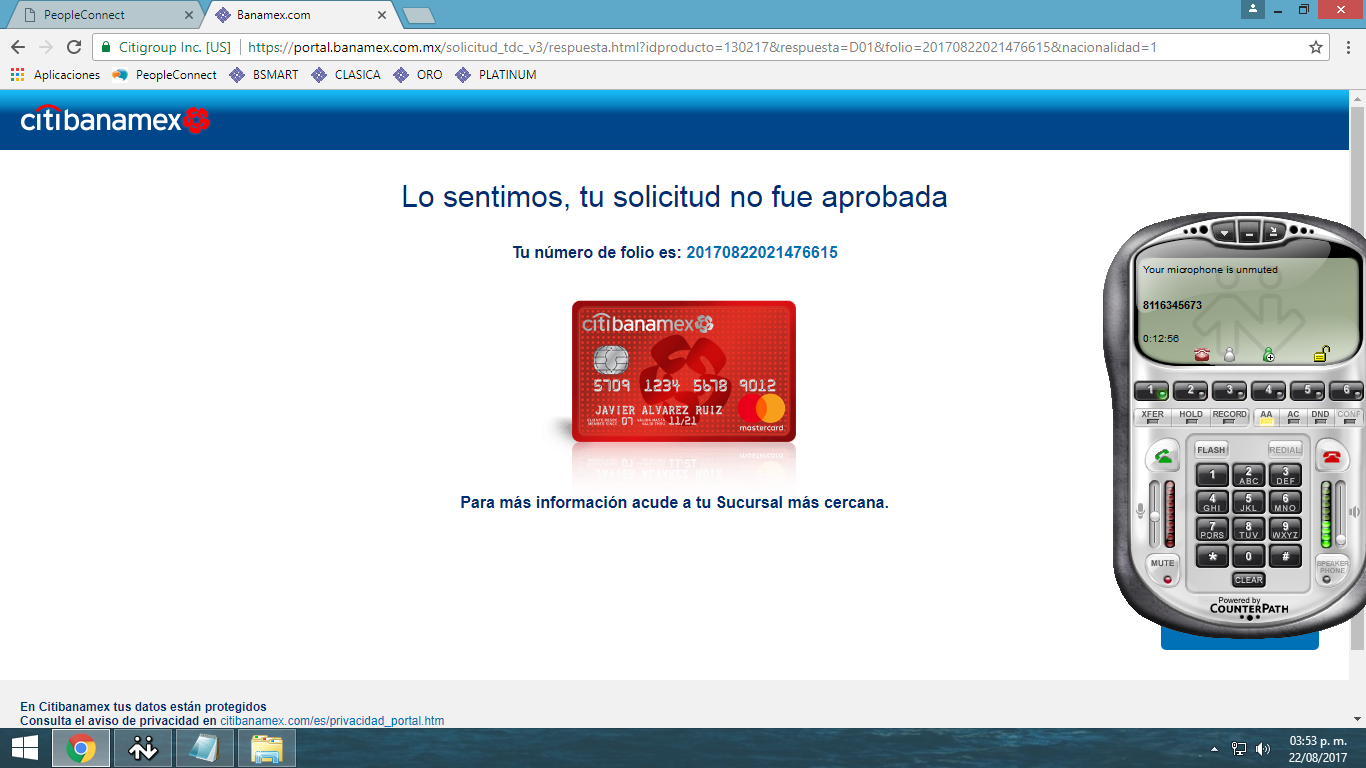 PeopleConnect
Banamex.com
Citigroup Inc. [US]
https://portal.banamex.com.mx/solicitud_tdc_v3/respuesta.html?idproducto=130217&respuesta=D01&folio=20170822021476615&nacionalidad=1
Aplicaciones PeopleConnect BSMART CLASICA ORO PLATINUM
citibanamex
Lo sentimos, tu solicitud no fue aprobada
Tu número de folio es: 20170822021476615
citibanamex
5709 1234 5678 9012
JAVIER ALVAREZ RUIZ
07 11/21
mastercard
Para más información acude a tu Sucursal más cercana.
Your microphone is unmuted
8116345673
0:12:56
1 2 3 4 5 6
XFER HOLD RECORD AA AC DND CONF
FLASH REDIAL
1 2 ABC 3 DEF
4 GHI 5 JKL 6 MNO
7 PQRS 8 TUV 9 WXYZ
* 0 #
MUTE
SPEAKER PHONE
CLEAR
Powered by
COUNTERPATH
En Citibanamex tus datos están protegidos
Consulta el aviso de privacidad en citibanamex.com/es/privacidad_portal.htm
03:53 p. m.
22/08/2017